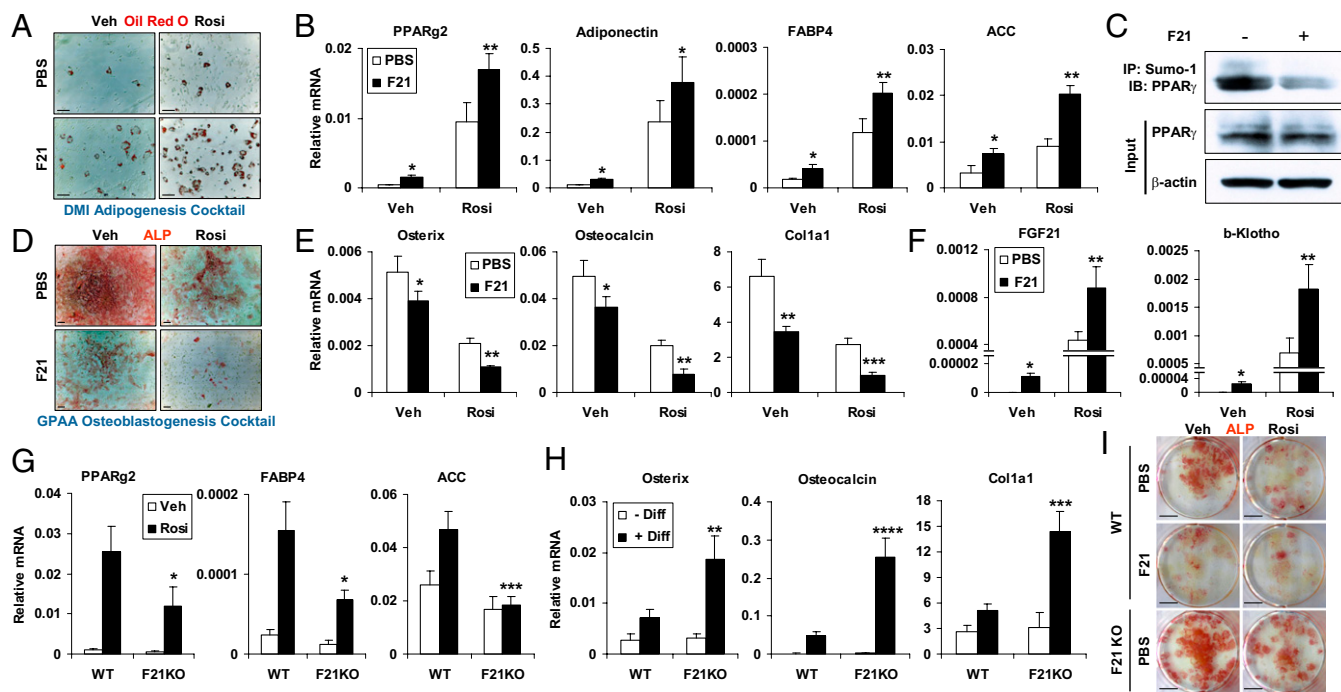 A
Veh Oil Red O Rosi
PBS
F21
DMI Adipogenesis Cocktail
B
PPARg2
Adiponectin
FABP4
ACC
Relative mRNA
PBS
F21
0.02
0.01
0
*
**
Veh
Rosi
0.5
0.4
0.3
0.2
0.1
0
*
*
Veh
Rosi
0.0003
0.0002
0.0001
0
*
**
Veh
Rosi
0.03
0.02
0.01
0
*
**
Veh
Rosi
C
F21 - +
IP: Sumo-1
IB: PPARγ
Input
PPARγ
β-actin
D
Veh ALP Rosi
PBS
F21
GPAA Osteoblastogenesis Cocktail
E
Osterix
Osteocalcin
Col1a1
Relative mRNA
PBS
F21
0.006
0.004
0.002
0
*
**
Veh
Rosi
0.06
0.04
0.02
0
*
**
Veh
Rosi
8
6
4
2
0
**
***
Veh
Rosi
F
FGF21
b-Klotho
PBS
F21
0.0012
0.0008
0.0004
0.00002
0
*
**
Veh
Rosi
0.0025
0.002
0.0015
0.001
0.0005
0.00004
0
*
**
Veh
Rosi
G
PPARg2
FABP4
ACC
Relative mRNA
Veh
Rosi
0.04
0.03
0.02
0.01
0
*
WT
F21KO
0.0002
0.0001
0
*
WT
F21KO
0.06
0.04
0.02
0
***
WT
F21KO
H
Osterix
Osteocalcin
Col1a1
Relative mRNA
- Diff
+ Diff
0.03
0.02
0.01
0
**
WT
F21KO
0.4
0.3
0.2
0.1
0
****
WT
F21KO
18
15
12
9
6
3
0
***
WT
F21KO
I
Veh ALP Rosi
WT
PBS
F21
F21 KO
PBS